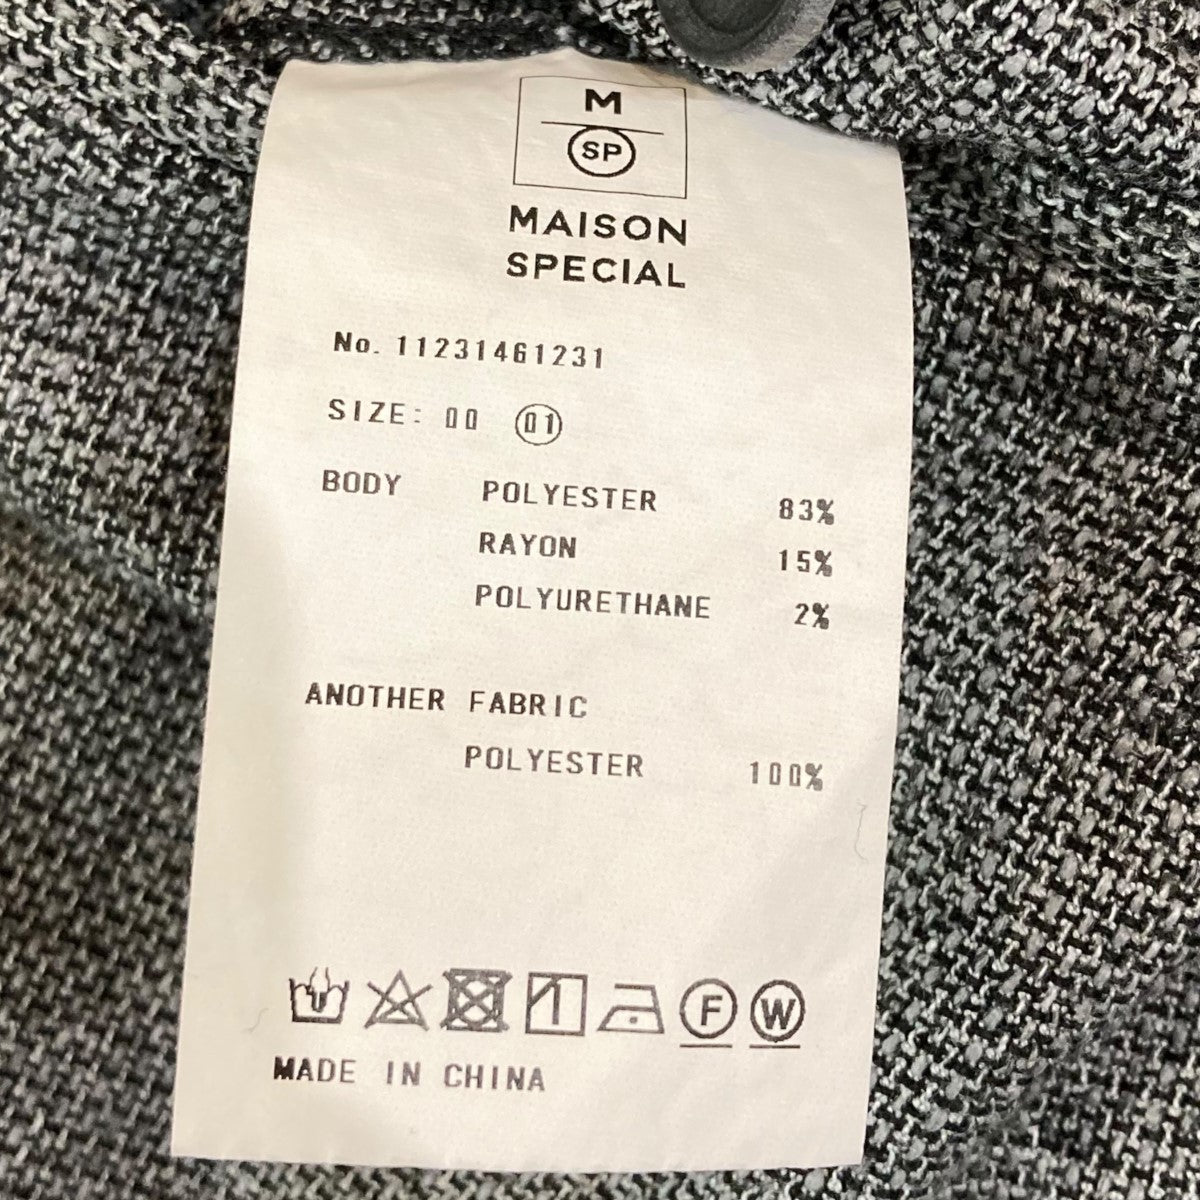 M
SP
MAISON
SPECIAL
No. 11231461231
SIZE: 00 01
BODY POLYESTER 83%
RAYON 15%
POLYURETHANE 2%
ANOTHER FABRIC
POLYESTER 100%
F W
MADE IN CHINA